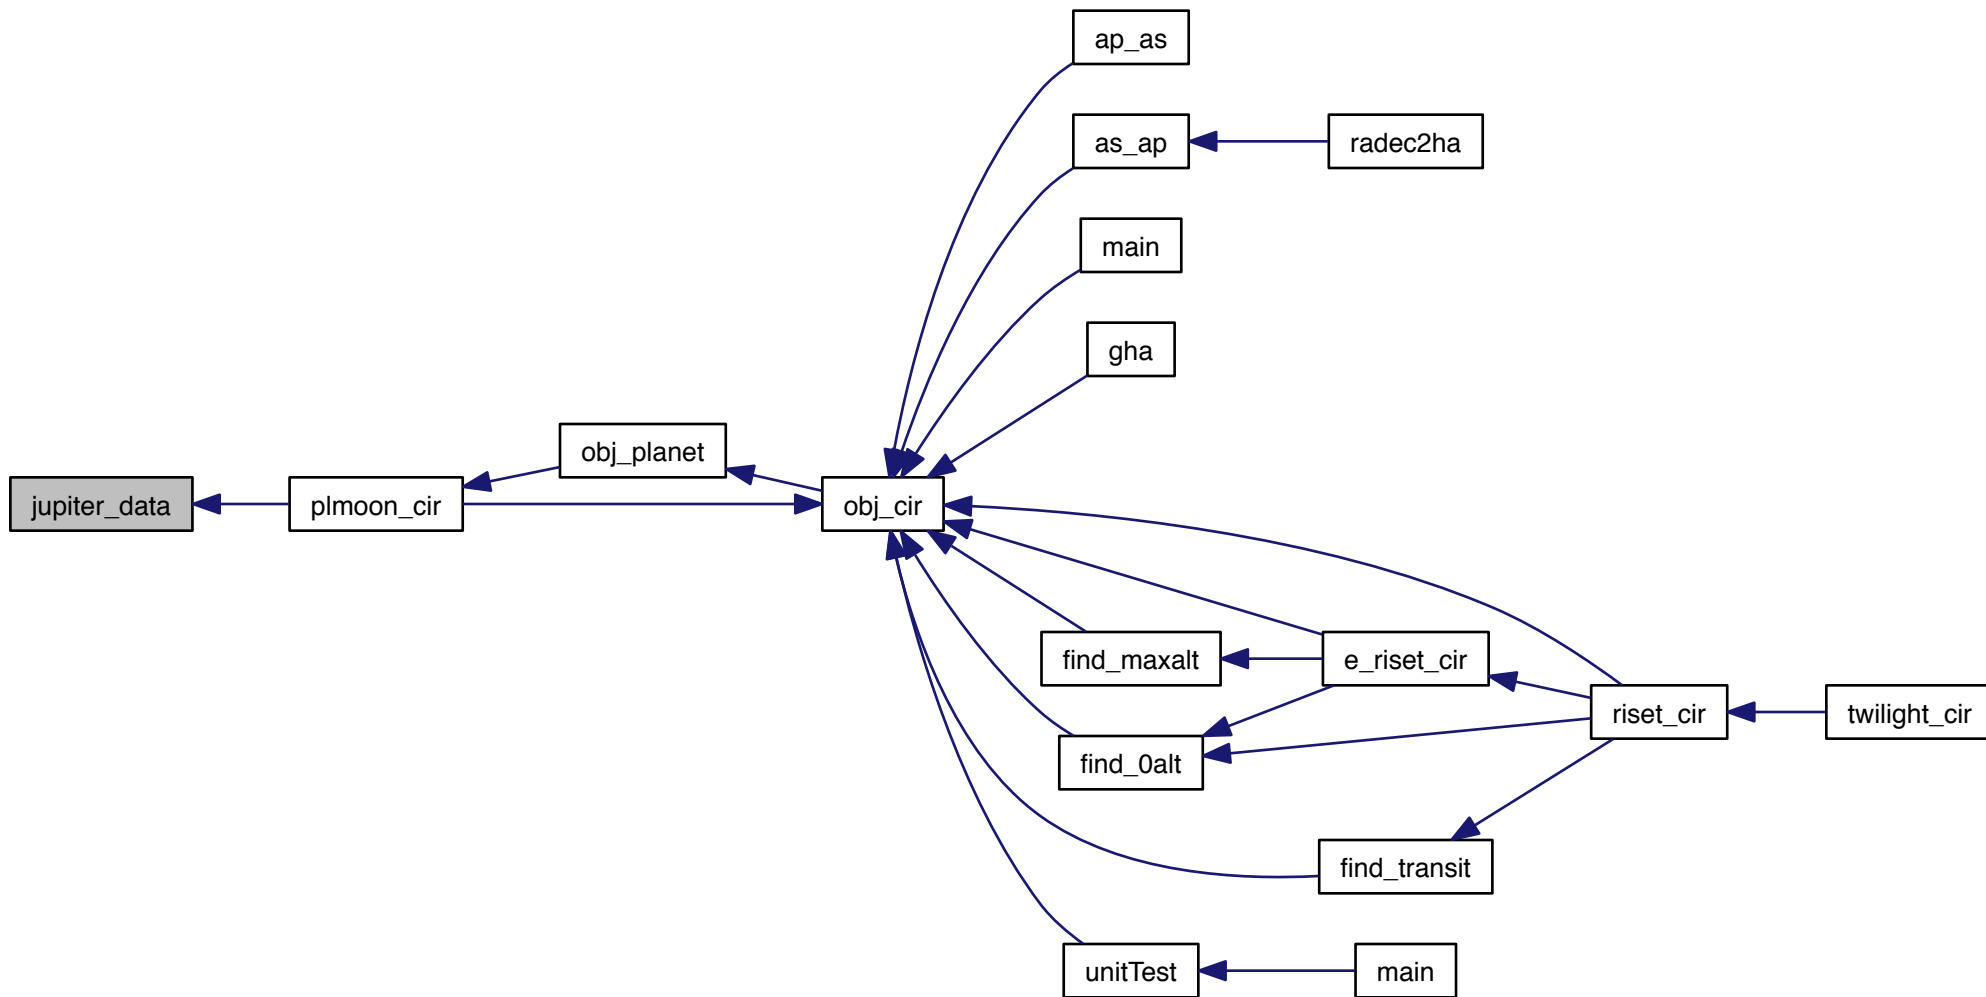 ap_as
as_ap
radec2ha
main
gha
obj_planet
jupiter_data
plmoon_cir
obj_cir
find_maxalt
e_riset_cir
riset_cir
twilight_cir
find_0alt
find_transit
unitTest
main